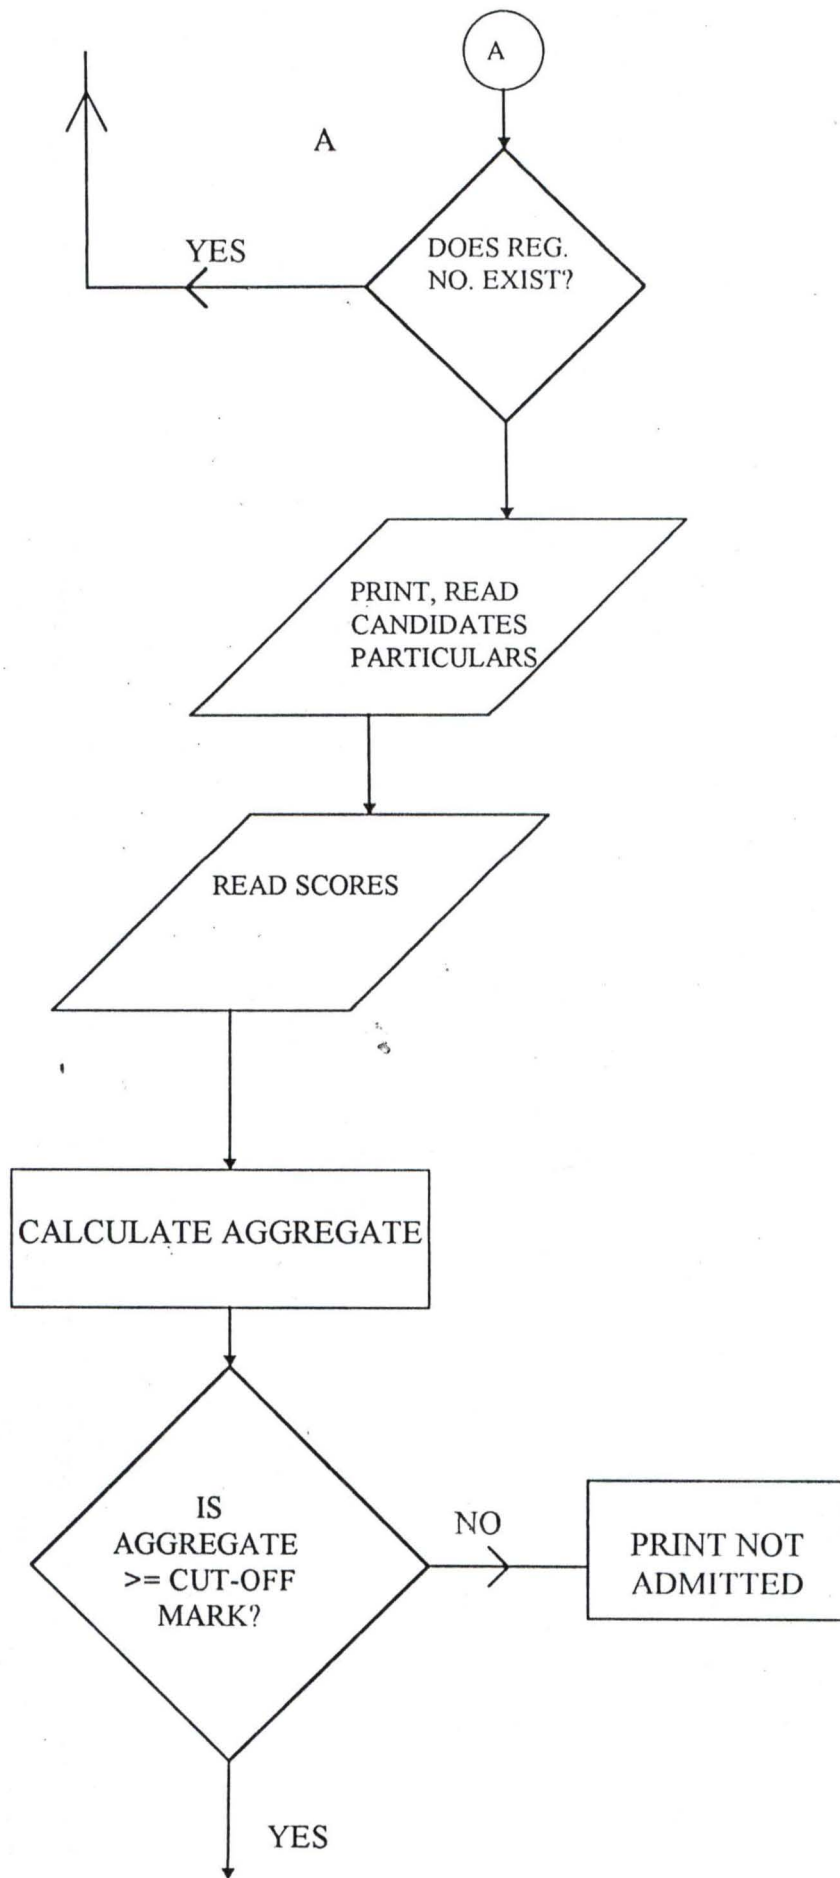 A
A
YES
DOES REG.
NO. EXIST?
PRINT, READ
CANDIDATES
PARTICULARS
READ SCORES
CALCULATE AGGREGATE
IS
AGGREGATE
>= CUT-OFF
MARK?
NO
PRINT NOT
ADMITTED
YES